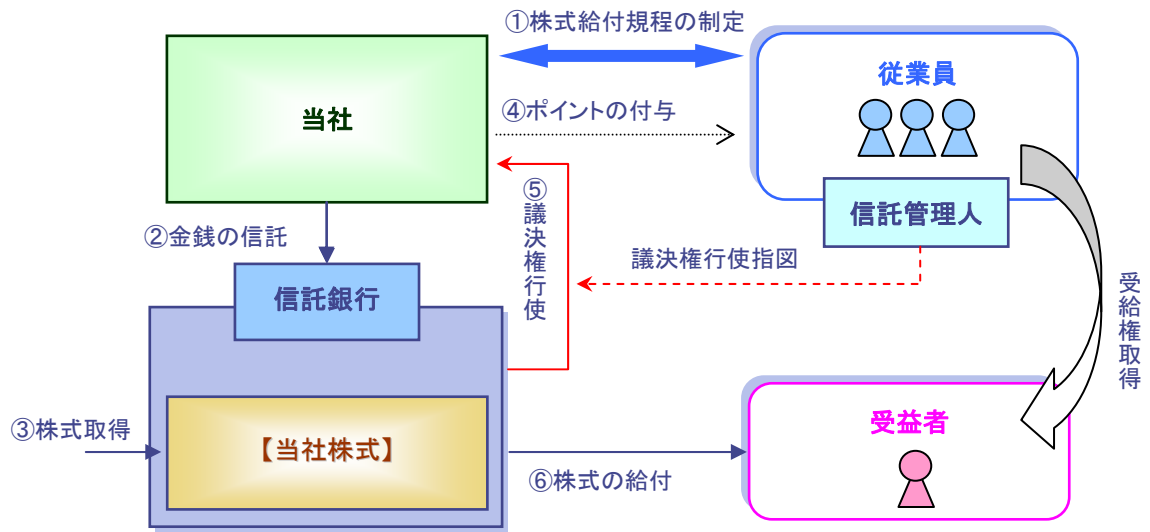 ①株式給付規程の制定
従業員
当社
④ポイントの付与
⑤議決権行使
信託管理人
②金銭の信託
議決権行使指図
信託銀行
受給権取得
③株式取得
【当社株式】
受益者
⑥株式の給付